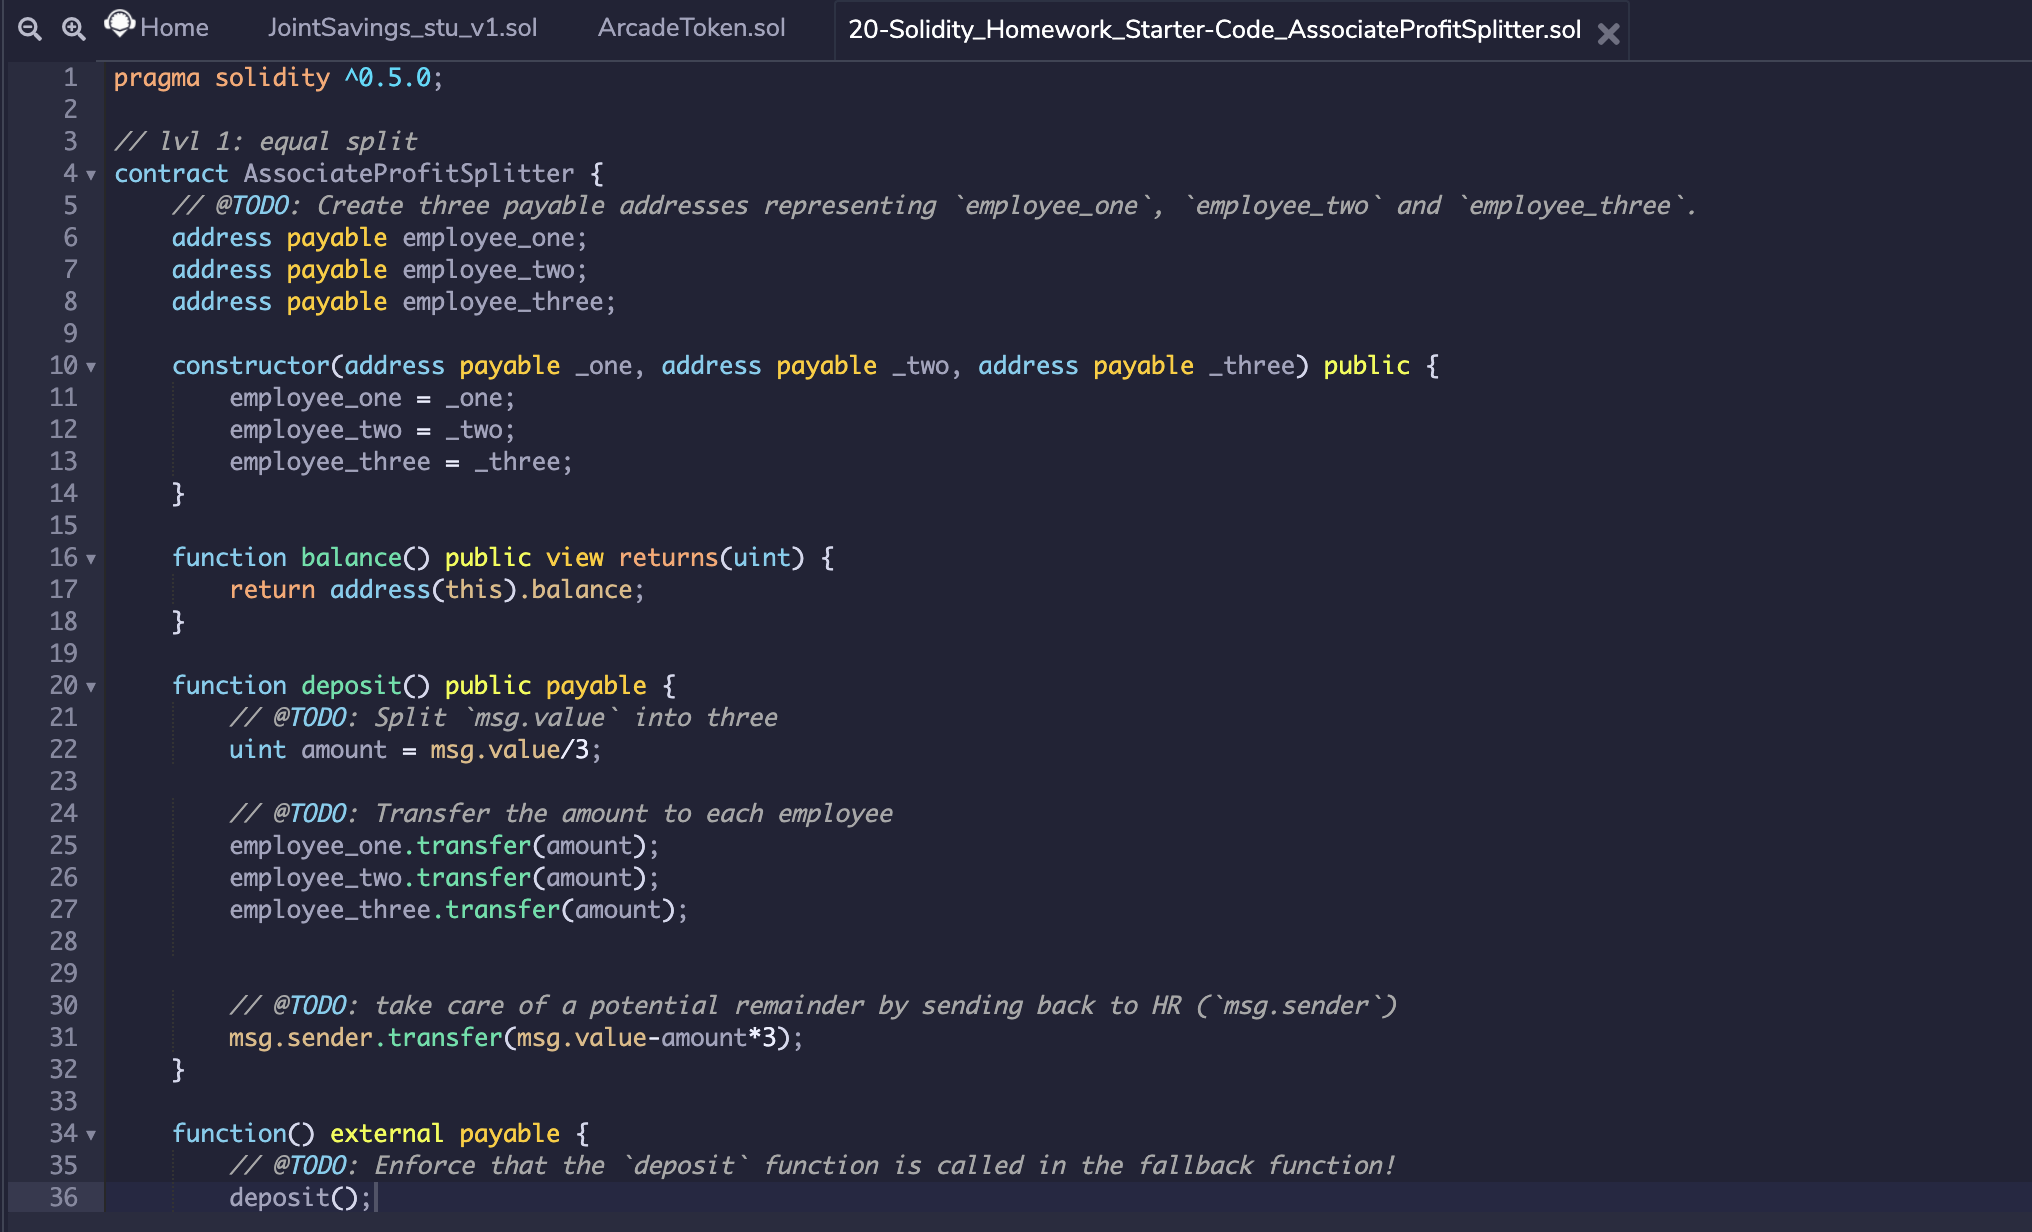 Home JointSavings_stu_v1.sol ArcadeToken.sol 20-Solidity_Homework_Starter-Code_AssociateProfitSplitter.sol
1 pragma solidity ^0.5.0;
2
3 // lvl 1: equal split
4 contract AssociateProfitSplitter {
5 // @TODO: Create three payable addresses representing `employee_one`, `employee_two` and `employee_three`.
6 address payable employee_one;
7 address payable employee_two;
8 address payable employee_three;
9
10 constructor(address payable _one, address payable _two, address payable _three) public {
11 employee_one = _one;
12 employee_two = _two;
13 employee_three = _three;
14 }
15
16 function balance() public view returns(uint) {
17 return address(this).balance;
18 }
19
20 function deposit() public payable {
21 // @TODO: Split `msg.value` into three
22 uint amount = msg.value/3;
23
24 // @TODO: Transfer the amount to each employee
25 employee_one.transfer(amount);
26 employee_two.transfer(amount);
27 employee_three.transfer(amount);
28
29
30 // @TODO: take care of a potential remainder by sending back to HR (`msg.sender`)
31 msg.sender.transfer(msg.value-amount*3);
32 }
33
34 function() external payable {
35 // @TODO: Enforce that the `deposit` function is called in the fallback function!
36 deposit();